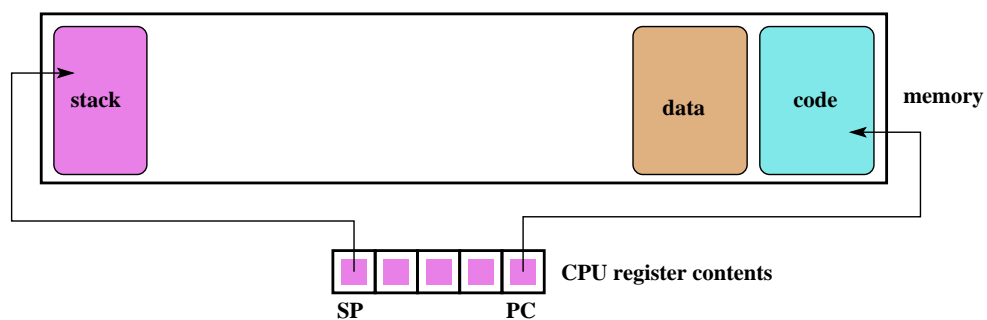 stack
data
code
memory
CPU register contents
SP
PC